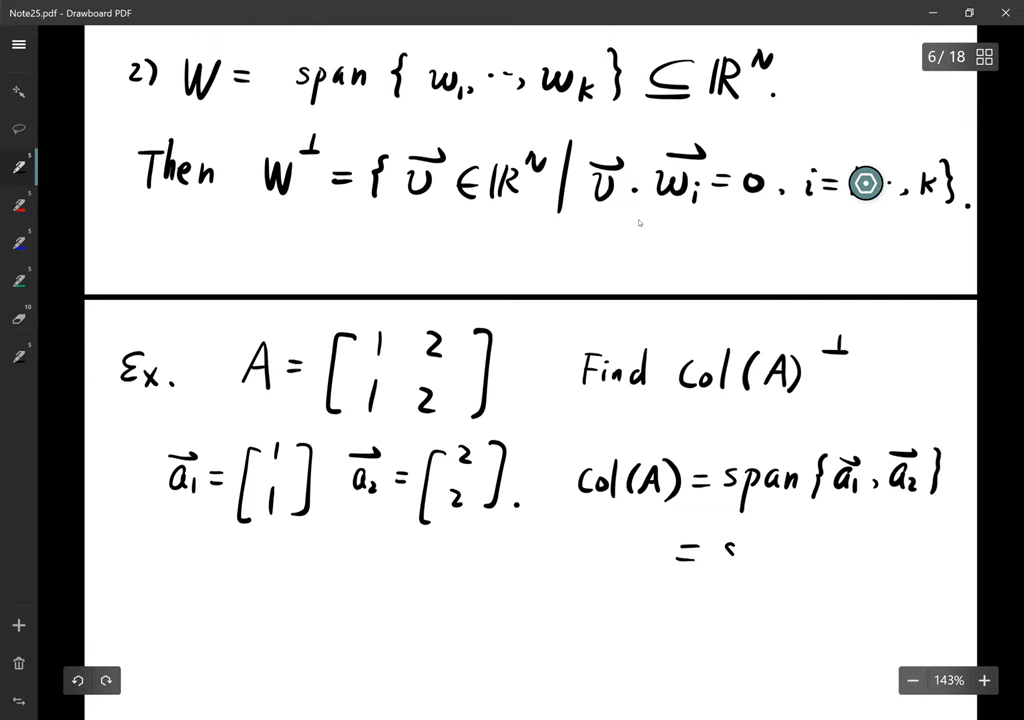 Note25.pdf - Drawboard PDF
6 / 18
2) W = span { w₁, ⋯, wₖ } ⊆ ℝᴺ.
Then W^⊥ = { v⃗ ∈ ℝᴺ | v⃗ · w⃗ᵢ = 0, i = ⋯, k }.
Ex. A = [ 1 2 ; 1 2 ] Find Col(A)^⊥
a⃗₁ = [ 1 ; 1 ] a⃗₂ = [ 2 ; 2 ]. Col(A) = span { a⃗₁, a⃗₂ }
= s
143%